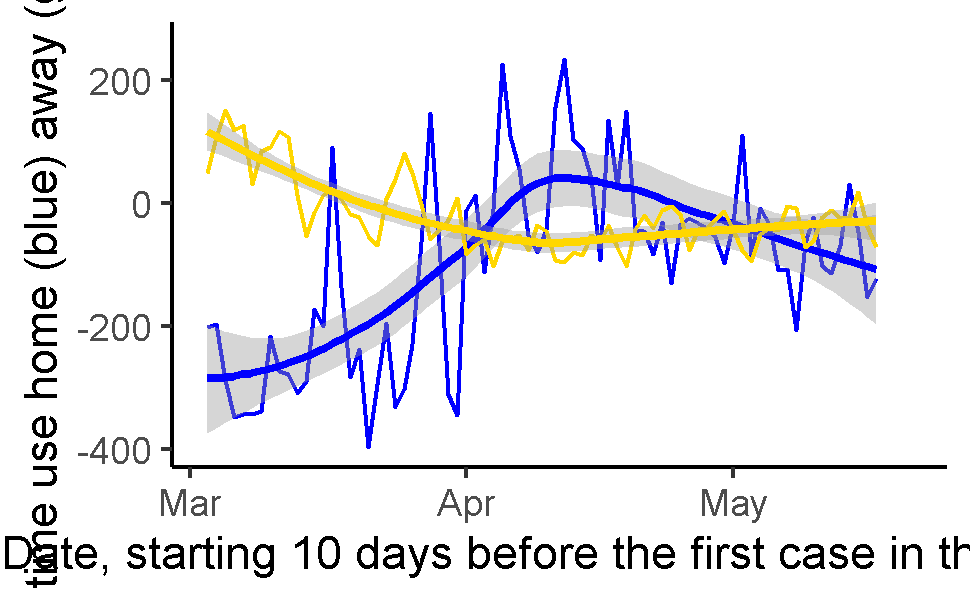 time use home (blue) away (
200
0
-200
-400
Mar Apr May
Date, starting 10 days before the first case in th